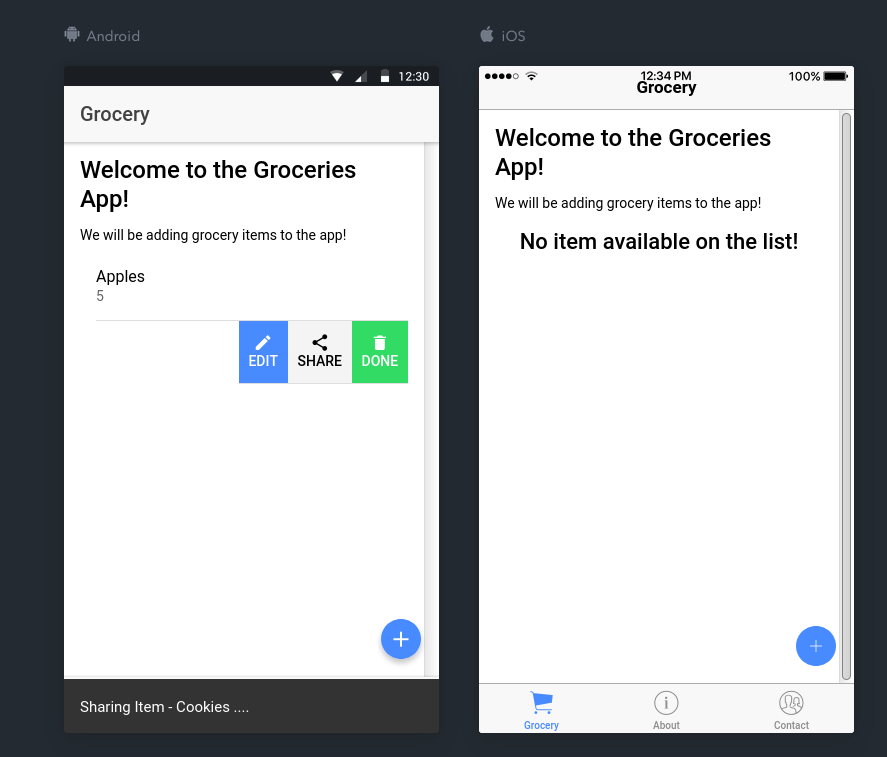 Android
12:30
Grocery
Welcome to the Groceries
App!
We will be adding grocery items to the app!
Apples
5
EDIT SHARE DONE
Sharing Item - Cookies ....
iOS
12:34 PM 100%
Grocery
Welcome to the Groceries
App!
We will be adding grocery items to the app!
No item available on the list!
Grocery About Contact